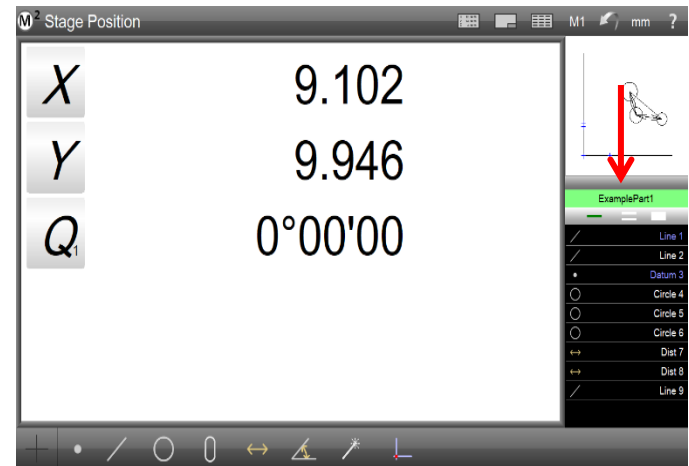 M² Stage Position M1 mm ?
X 9.102
Y 9.946
Q1 0°00'00
ExamplePart1
Line 1
Line 2
Datum 3
Circle 4
Circle 5
Circle 6
Dist 7
Dist 8
Line 9